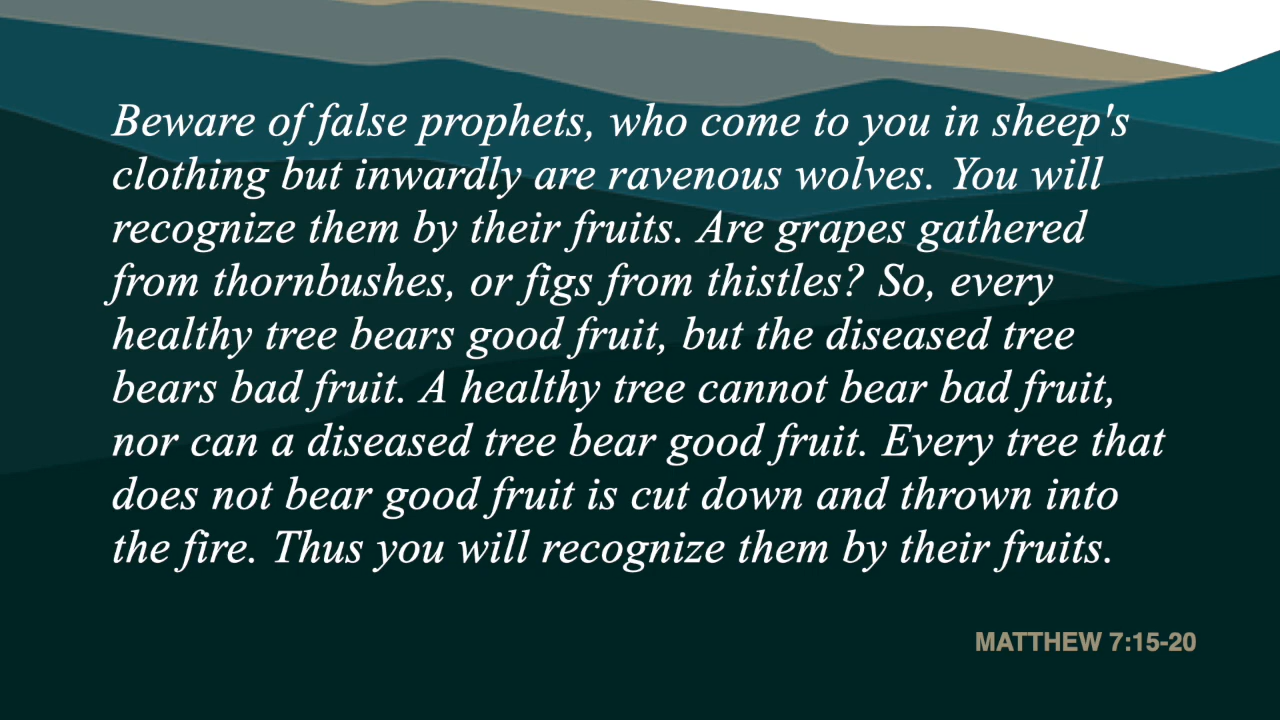 Beware of false prophets, who come to you in sheep's
clothing but inwardly are ravenous wolves. You will
recognize them by their fruits. Are grapes gathered
from thornbushes, or figs from thistles? So, every
healthy tree bears good fruit, but the diseased tree
bears bad fruit. A healthy tree cannot bear bad fruit,
nor can a diseased tree bear good fruit. Every tree that
does not bear good fruit is cut down and thrown into
the fire. Thus you will recognize them by their fruits.
MATTHEW 7:15-20